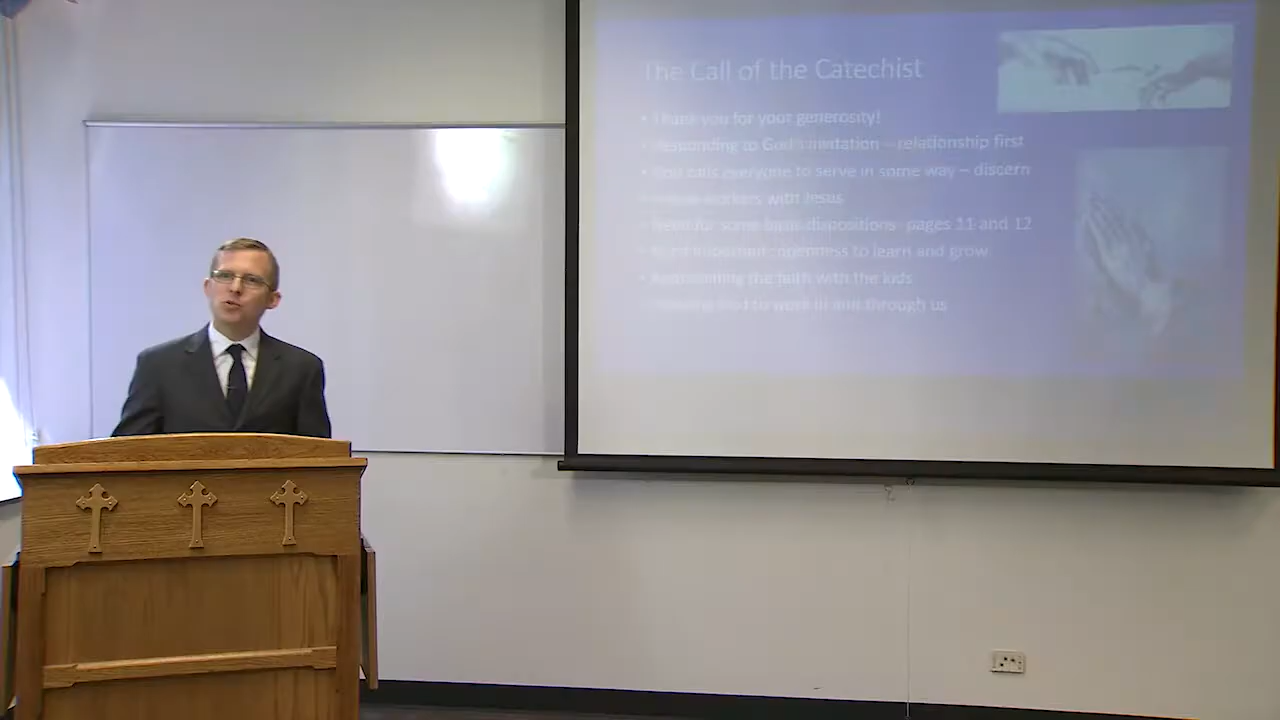 The Call of the Catechist
• Thank you for your generosity!
• Responding to God's invitation – relationship first
• God calls everyone to serve in some way – discern
workers with Jesus
• some basic dispositions pages 11 and 12
• important openness to learn and grow
• the faith with the kids
• God to work in and through us